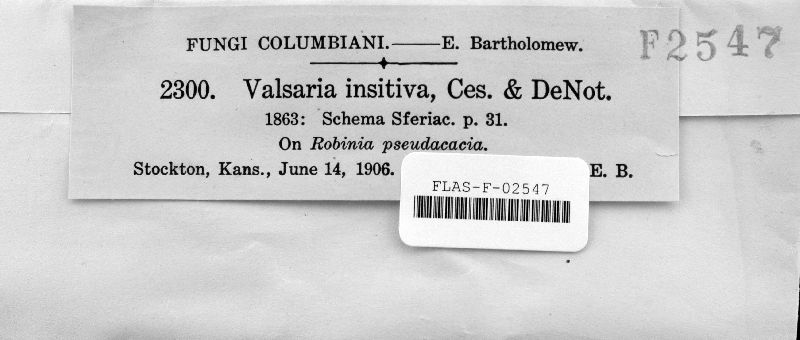 FUNGI COLUMBIANI.——E. Bartholomew.
F2547
2300. Valsaria insitiva, Ces. & DeNot.
1863: Schema Sferiac. p. 31.
On Robinia pseudacacia.
Stockton, Kans., June 14, 1906. E. B.
FLAS-F-02547